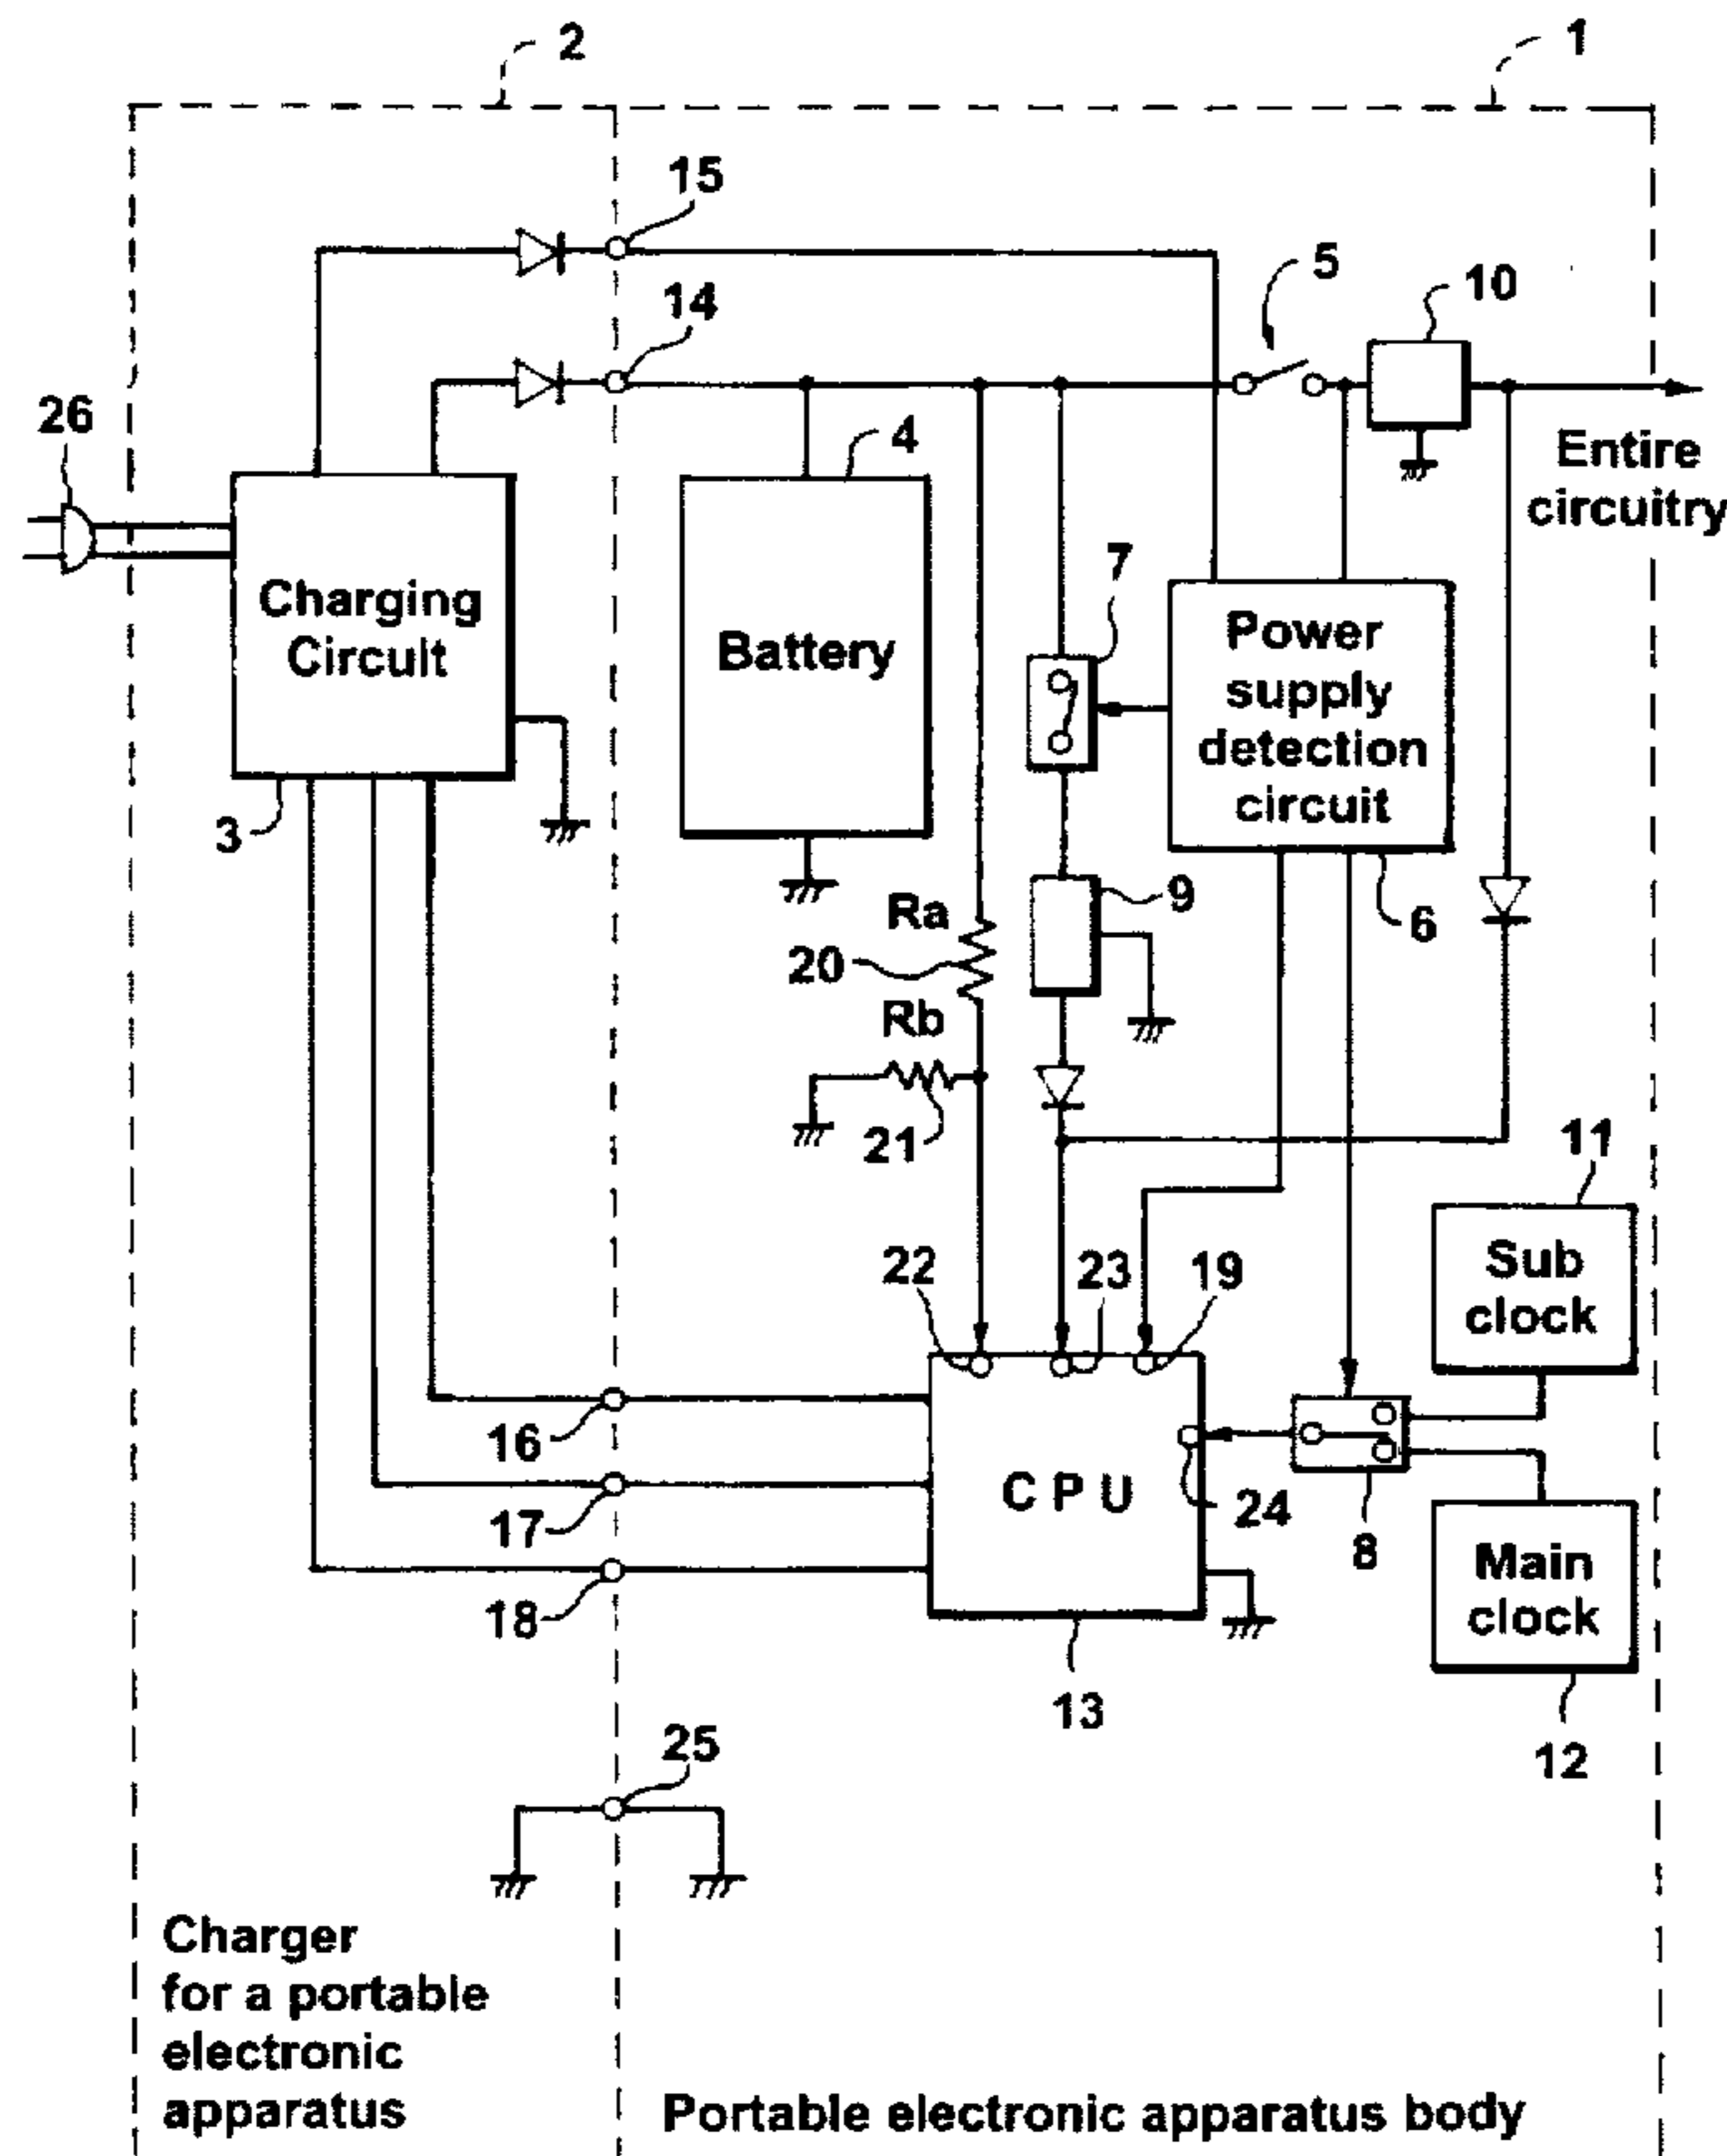 2
1
15
5
10
14
26
4
Entire
circuitry
7
Charging
Circuit
Battery
Power
supply
detection
circuit
3
9
6
Ra
20
Rb
21
11
Sub
clock
22
23
19
16
CPU
24
17
8
Main
clock
18
13
12
25
Charger
for a portable
electronic
apparatus
Portable electronic apparatus body